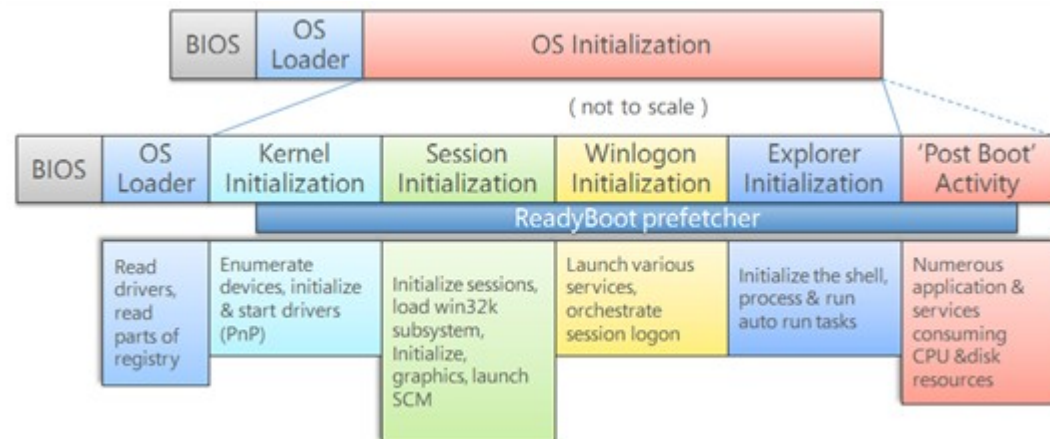 BIOS
OS
Loader
OS Initialization
( not to scale )
BIOS
OS
Loader
Kernel
Initialization
Session
Initialization
Winlogon
Initialization
Explorer
Initialization
'Post Boot'
Activity
ReadyBoot prefetcher
Read
drivers,
read
parts of
registry
Enumerate
devices, initialize
& start drivers
(PnP)
Initialize sessions,
load win32k
subsystem,
Initialize,
graphics, launch
SCM
Launch various
services,
orchestrate
session logon
Initialize the shell,
process & run
auto run tasks
Numerous
application &
services
consuming
CPU &disk
resources